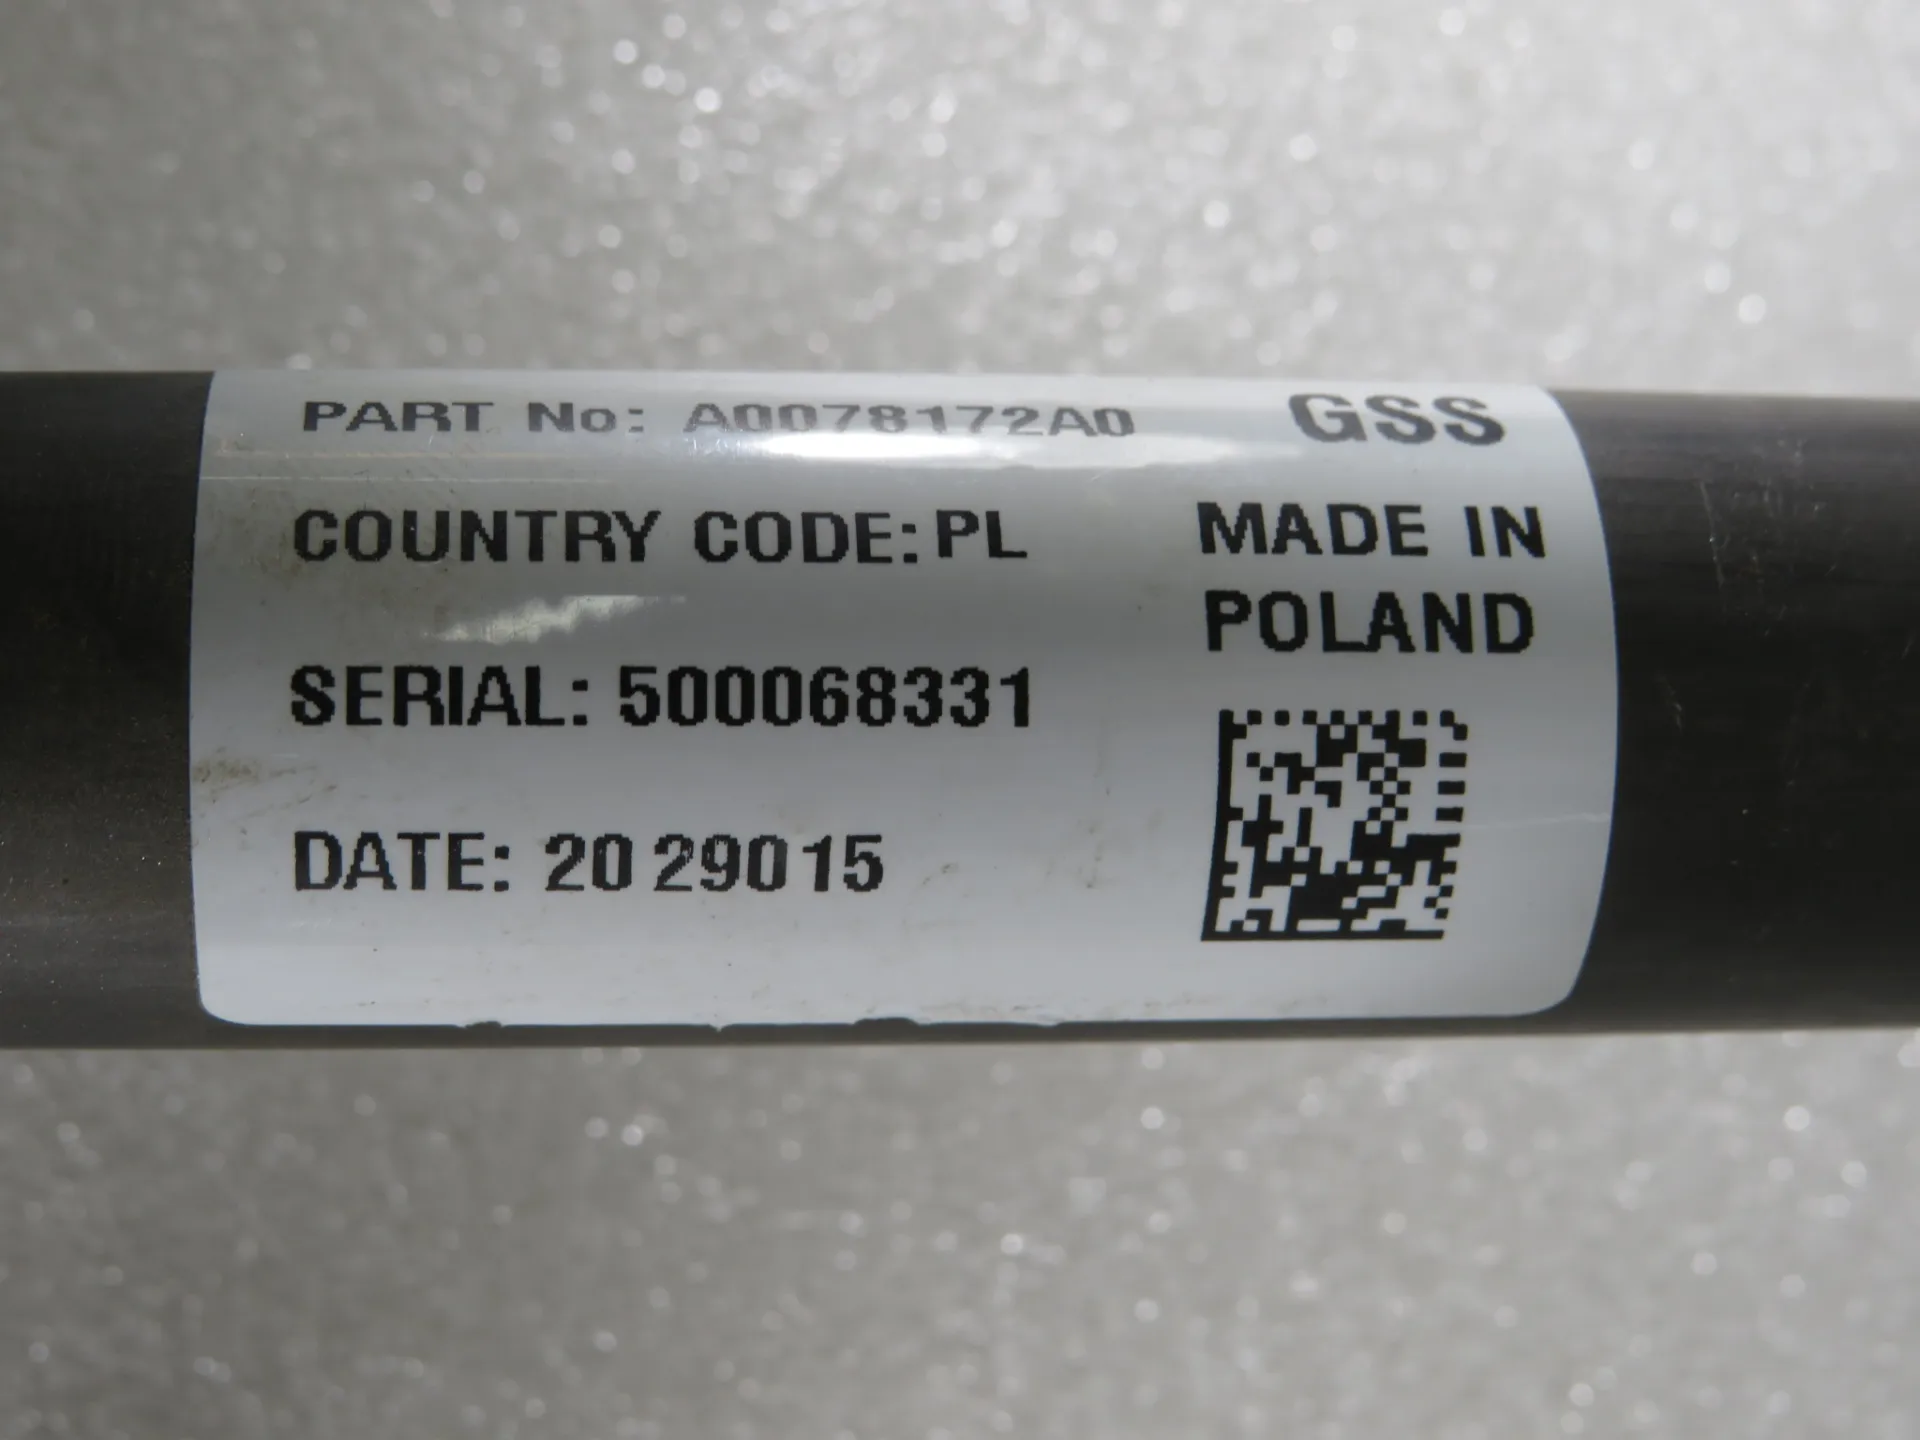 PART No: A0078172A0 GSS
COUNTRY CODE: PL MADE IN
POLAND
SERIAL: 500068331
DATE: 20 29015